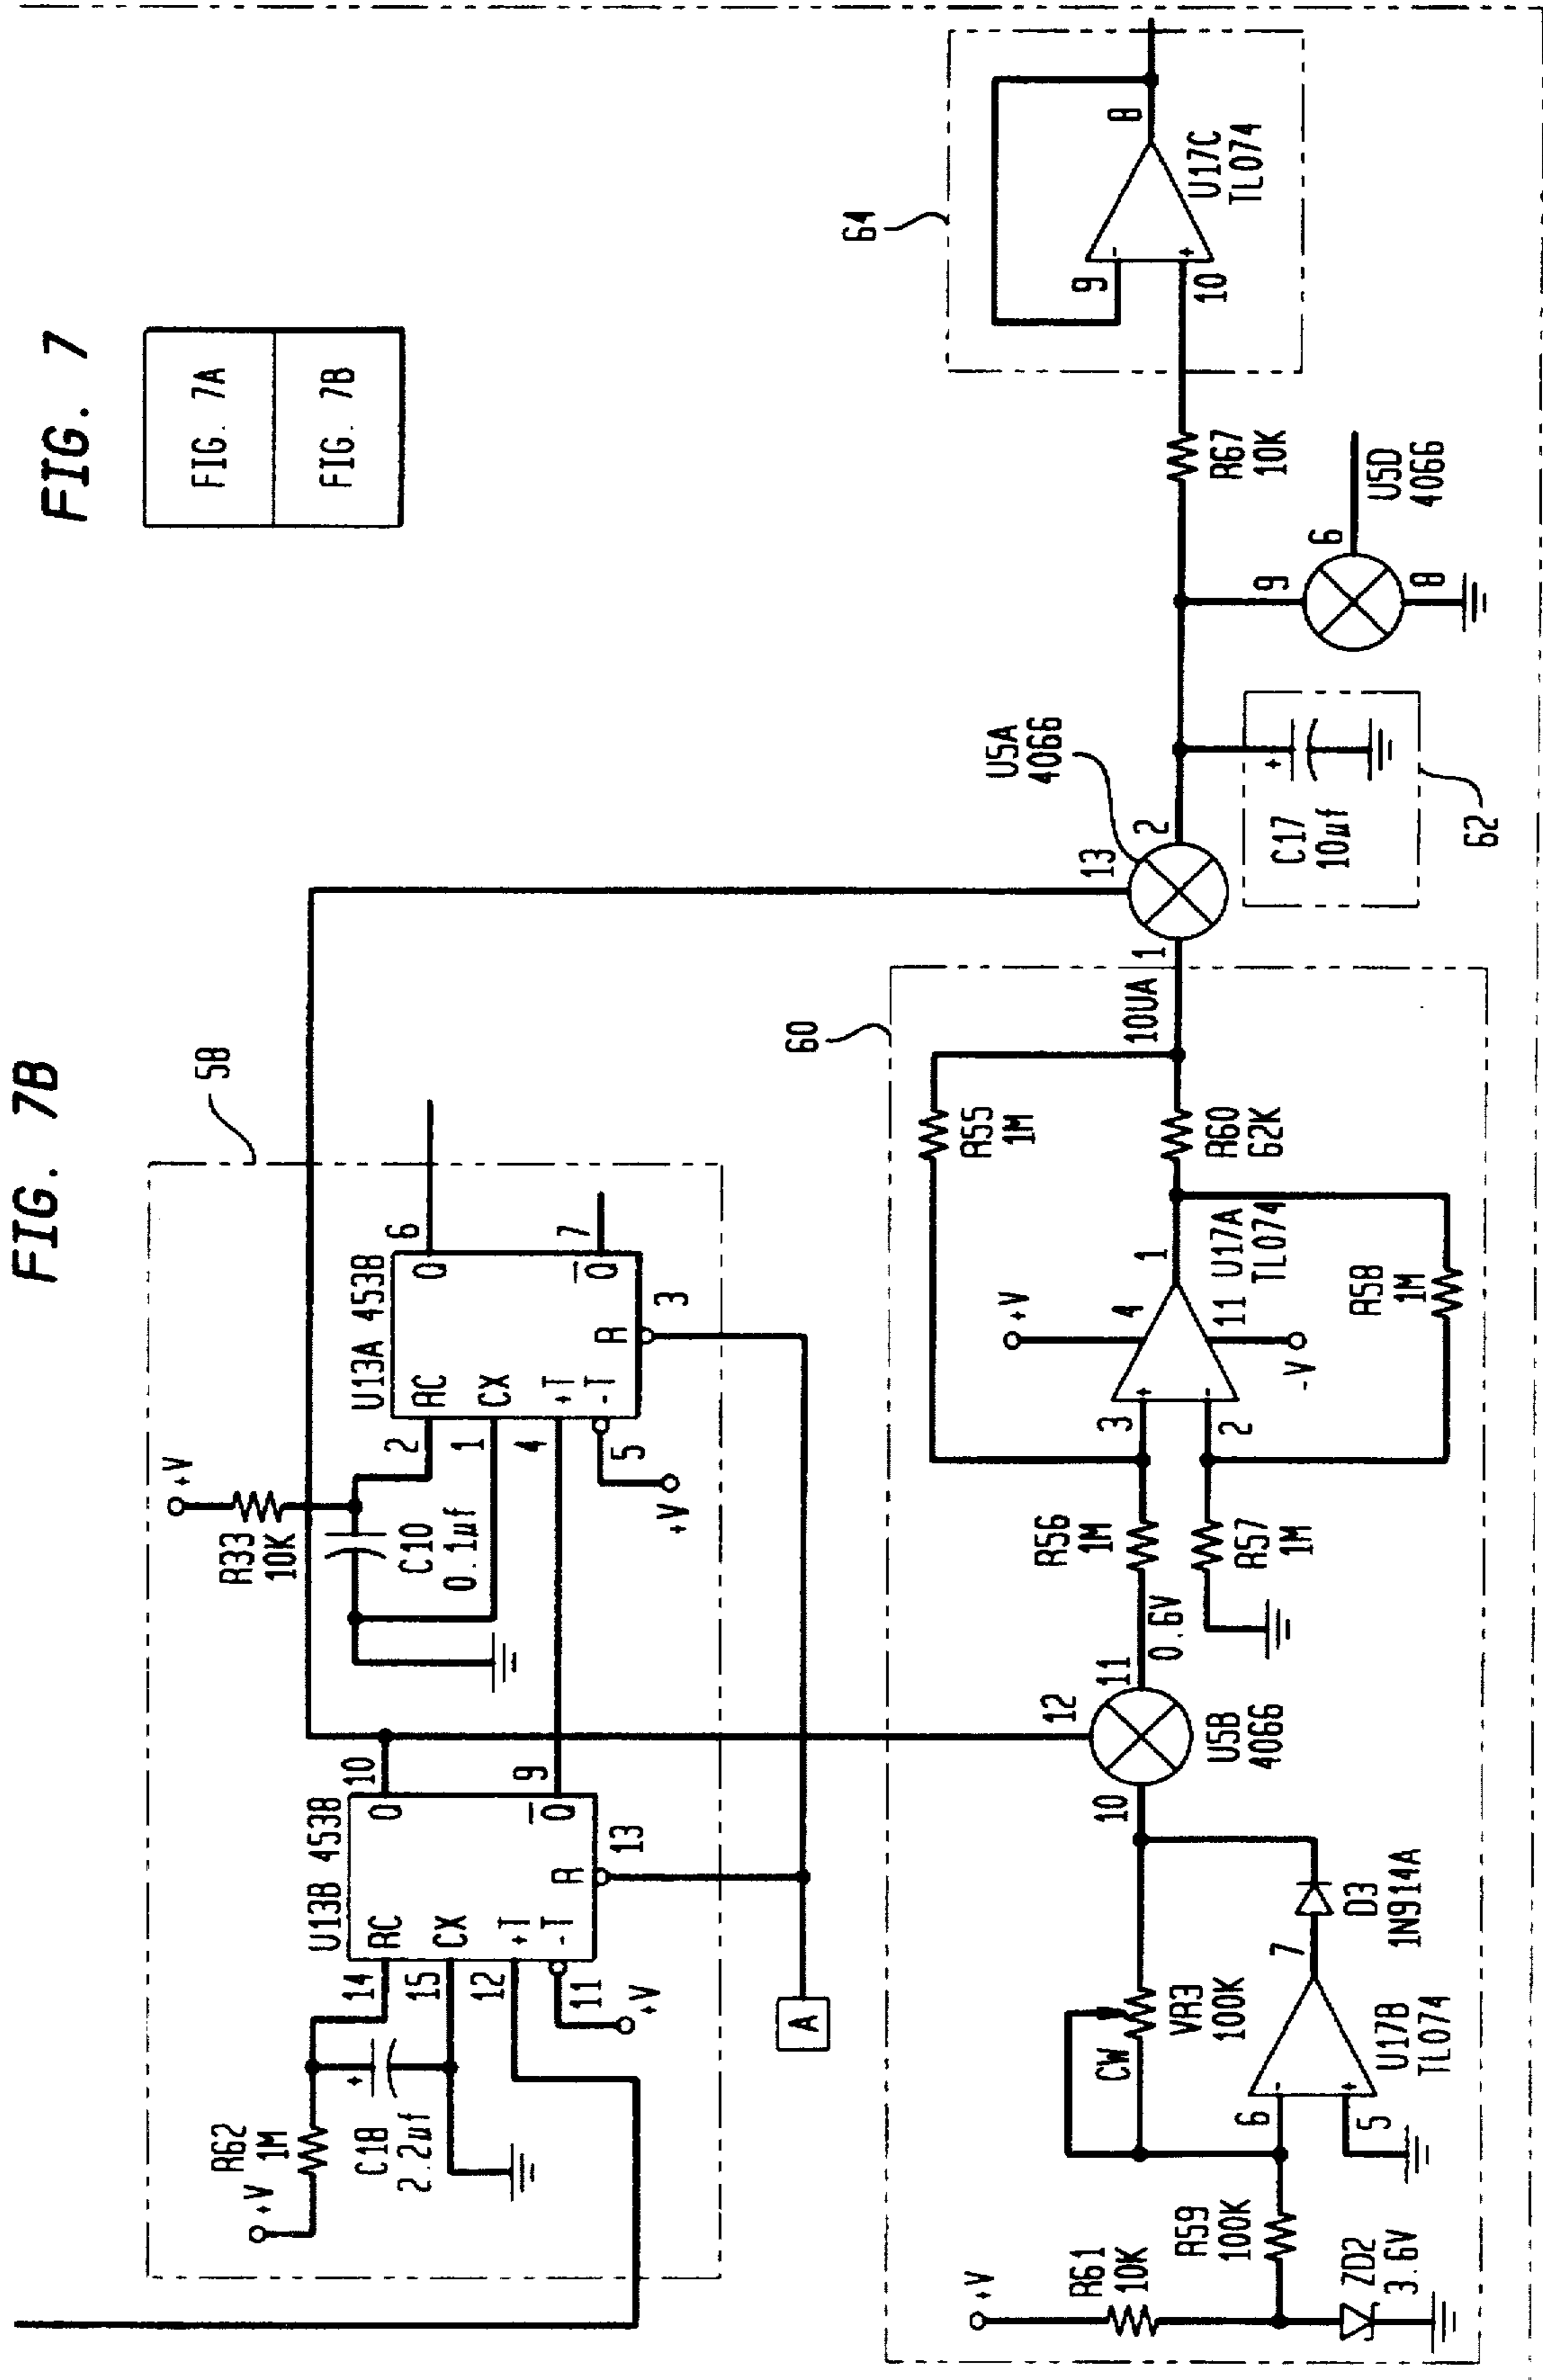 FIG. 7
FIG. 7A
FIG. 7B
FIG. 7B
58
+V
R62
1M
C18
2.2µf
14
15
12
11
+V
U13B 4538
RC
CX
+T
-T
R
Q
Q
10
9
13
+V
R33
10K
C10
0.1µf
2
1
4
5
+V
U13A 4538
RC
CX
+T
-T
R
Q
Q
6
7
3
A
60
+V
R61
10K
ZD2
3.6V
R59
100K
CW
VR3
100K
6
5
-
+
7
U17B
TL074
D3
1N914A
10
12
11
U5B
4066
0.6V
R56
1M
R57
1M
3
2
+
-
+V
4
11
-V
1
U17A
TL074
R55
1M
R60
62K
R58
1M
10UA
1
13
2
U5A
4066
+
C17
10µf
62
9
6
8
U5D
4066
R67
10K
64
9
10
-
+
8
U17C
TL074